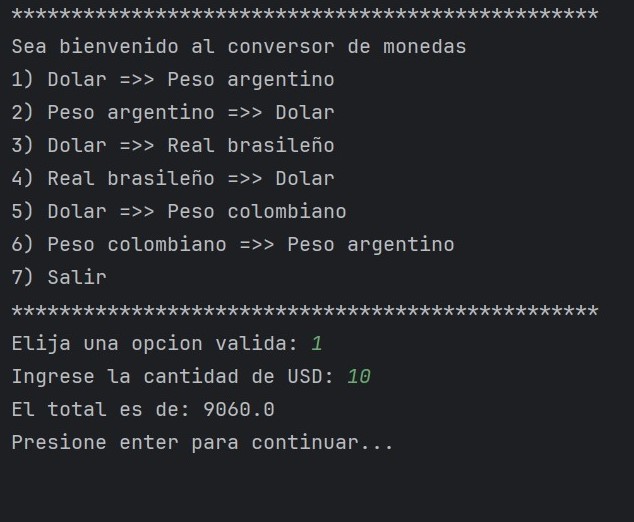 *************************************************
Sea bienvenido al conversor de monedas
1) Dolar =>> Peso argentino
2) Peso argentino =>> Dolar
3) Dolar =>> Real brasileño
4) Real brasileño =>> Dolar
5) Dolar =>> Peso colombiano
6) Peso colombiano =>> Peso argentino
7) Salir
*************************************************
Elija una opcion valida: 1
Ingrese la cantidad de USD: 10
El total es de: 9060.0
Presione enter para continuar...